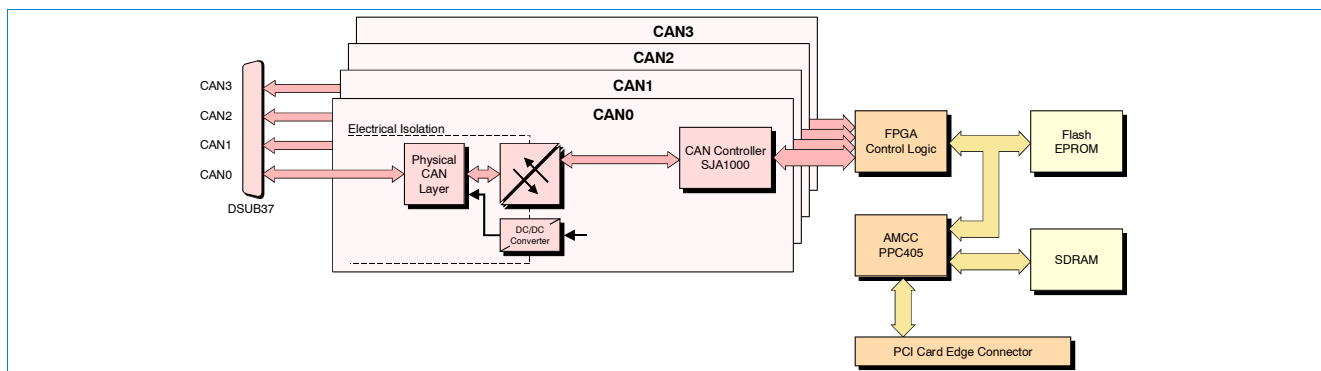 CAN3
CAN2
CAN1
CAN0
DSUB37
CAN3
CAN2
CAN1
CAN0
Electrical Isolation
Physical
CAN
Layer
DC/DC
Converter
CAN Controller
SJA1000
FPGA
Control Logic
Flash
EPROM
AMCC
PPC405
SDRAM
PCI Card Edge Connector